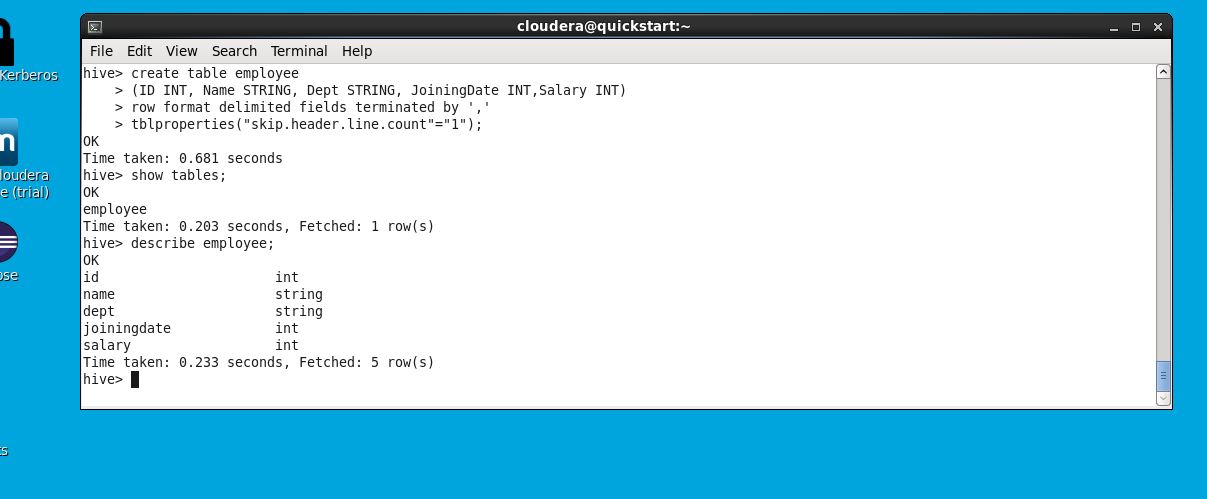 cloudera@quickstart:~
File Edit View Search Terminal Help
hive> create table employee
    > (ID INT, Name STRING, Dept STRING, JoiningDate INT,Salary INT)
    > row format delimited fields terminated by ','
    > tblproperties("skip.header.line.count"="1");
OK
Time taken: 0.681 seconds
hive> show tables;
OK
employee
Time taken: 0.203 seconds, Fetched: 1 row(s)
hive> describe employee;
OK
id                      int
name                    string
dept                    string
joiningdate             int
salary                  int
Time taken: 0.233 seconds, Fetched: 5 row(s)
hive>
Kerberos
m
loudera
e (trial)
ose
ts